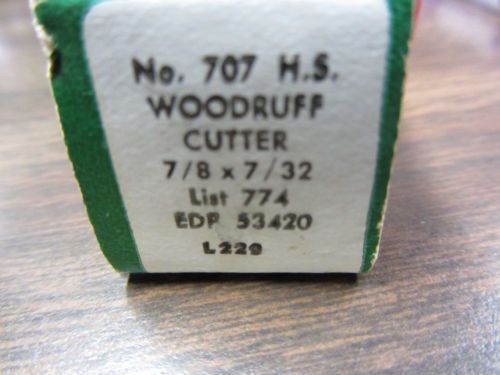 No. 707 H.S.
WOODRUFF
CUTTER
7/8 x 7/32
List 774
EDP 53420
L229